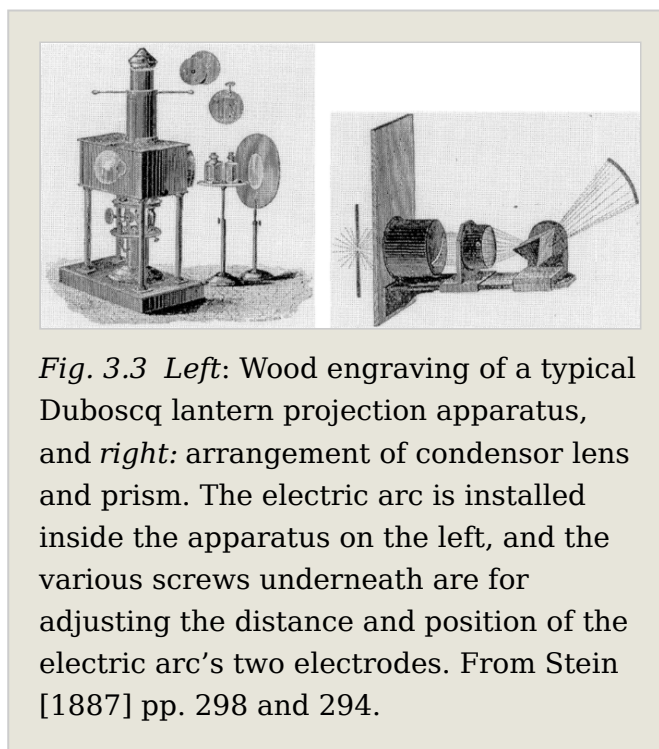 Fig. 3.3  Left: Wood engraving of a typical
Duboscq lantern projection apparatus,
and right: arrangement of condensor lens
and prism. The electric arc is installed
inside the apparatus on the left, and the
various screws underneath are for
adjusting the distance and position of the
electric arc’s two electrodes. From Stein
[1887] pp. 298 and 294.